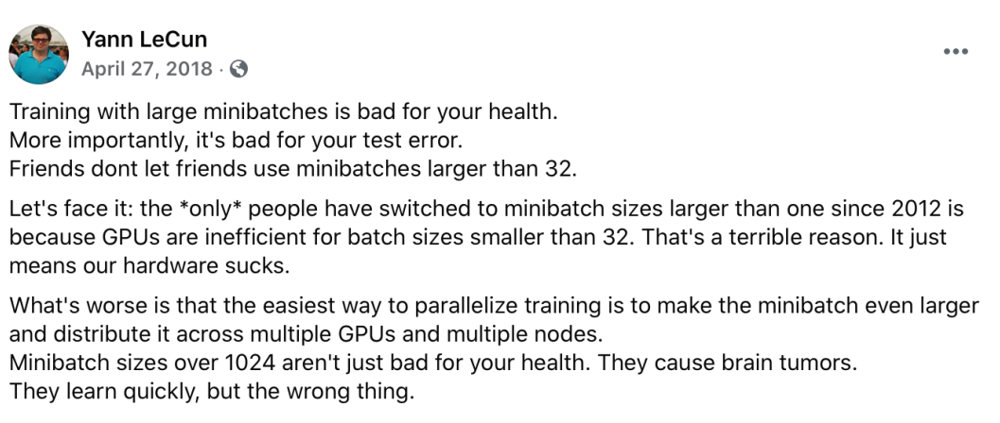 Yann LeCun
April 27, 2018 ·
Training with large minibatches is bad for your health.
More importantly, it's bad for your test error.
Friends dont let friends use minibatches larger than 32.
Let's face it: the *only* people have switched to minibatch sizes larger than one since 2012 is
because GPUs are inefficient for batch sizes smaller than 32. That's a terrible reason. It just
means our hardware sucks.
What's worse is that the easiest way to parallelize training is to make the minibatch even larger
and distribute it across multiple GPUs and multiple nodes.
Minibatch sizes over 1024 aren't just bad for your health. They cause brain tumors.
They learn quickly, but the wrong thing.